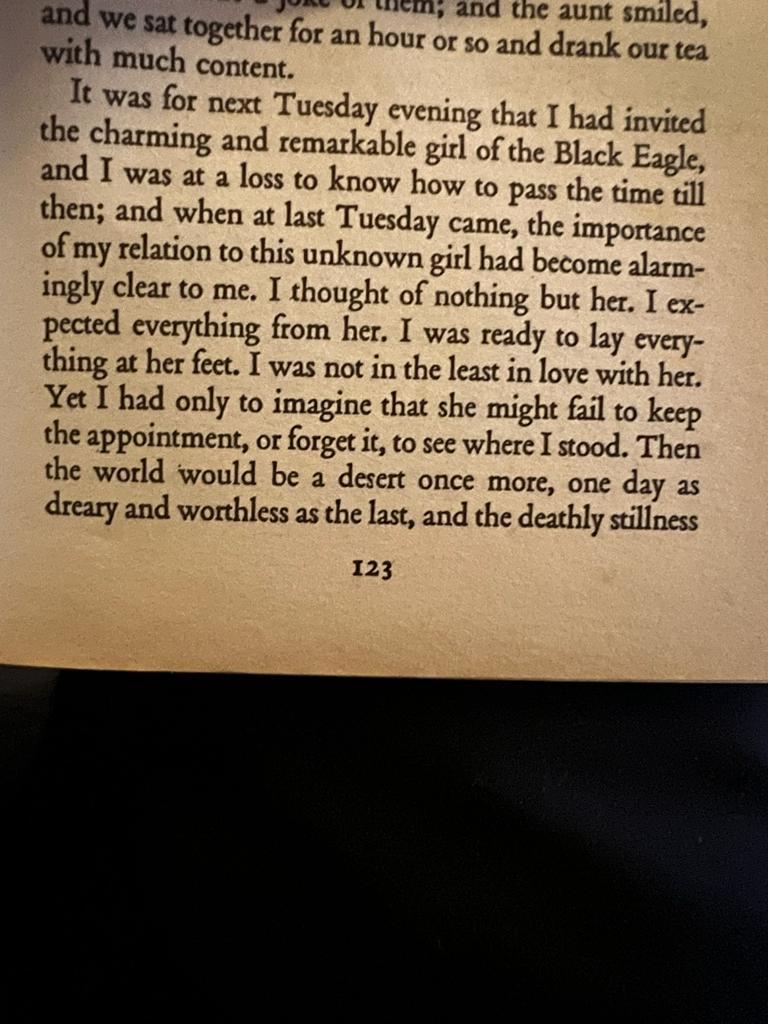 joke of them; and the aunt smiled,
and we sat together for an hour or so and drank our tea
with much content.
It was for next Tuesday evening that I had invited
the charming and remarkable girl of the Black Eagle,
and I was at a loss to know how to pass the time till
then; and when at last Tuesday came, the importance
of my relation to this unknown girl had become alarm-
ingly clear to me. I thought of nothing but her. I ex-
pected everything from her. I was ready to lay every-
thing at her feet. I was not in the least in love with her.
Yet I had only to imagine that she might fail to keep
the appointment, or forget it, to see where I stood. Then
the world would be a desert once more, one day as
dreary and worthless as the last, and the deathly stillness
123